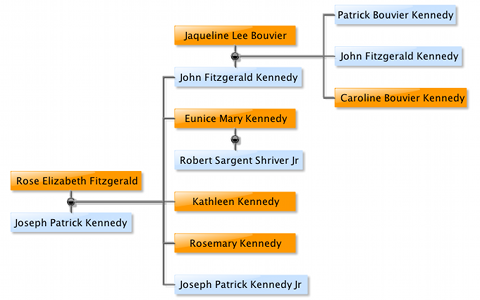 Jaqueline Lee Bouvier
Patrick Bouvier Kennedy
John Fitzgerald Kennedy
John Fitzgerald Kennedy
Caroline Bouvier Kennedy
Eunice Mary Kennedy
Robert Sargent Shriver Jr
Rose Elizabeth Fitzgerald
Joseph Patrick Kennedy
Kathleen Kennedy
Rosemary Kennedy
Joseph Patrick Kennedy Jr